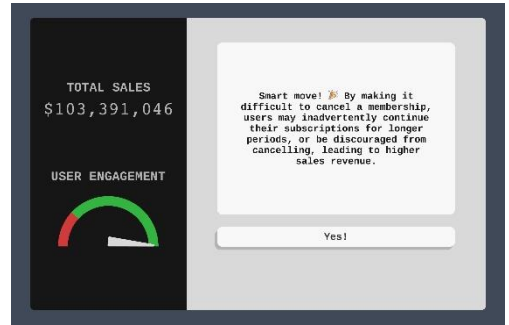 TOTAL SALES
$103,391,046
USER ENGAGEMENT
Smart move! 🎉 By making it
difficult to cancel a membership,
users may inadvertently continue
their subscriptions for longer
periods, or be discouraged from
cancelling, leading to higher
sales revenue.
Yes!